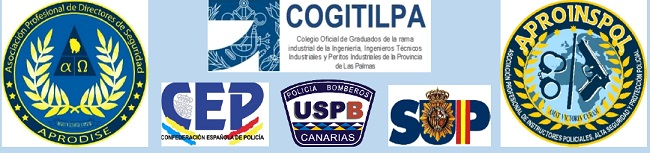 Asociación Profesional de Directores de Seguridad
α Ω
APRODISE
COGITILPA
Colegio Oficial de Graduados de la rama
industrial de la Ingeniería, Ingenieros Técnicos
Industriales y Peritos Industriales de la Provincia
de Las Palmas
CEP
CONFEDERACIÓN ESPAÑOLA DE POLICÍA
POLICIA BOMBEROS
USPB
CANARIAS
SUP
APROINSPOL
ASOCIACIÓN PROFESIONAL DE INSTRUCTORES POLICIALES, ALTA SEGURIDAD Y PROTECCIÓN POLICIAL